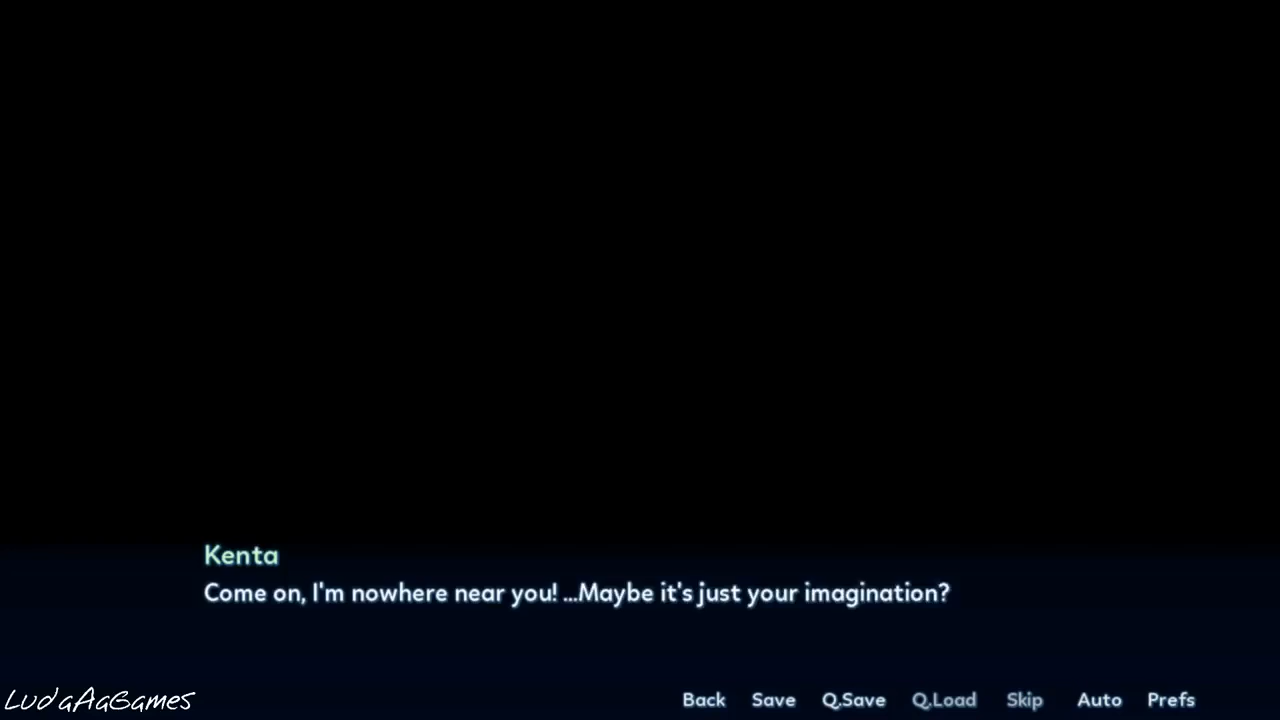 Kenta
Come on, I'm nowhere near you! ...Maybe it's just your imagination?
Back Save Q.Save Q.Load Skip Auto Prefs
LudaAaGames